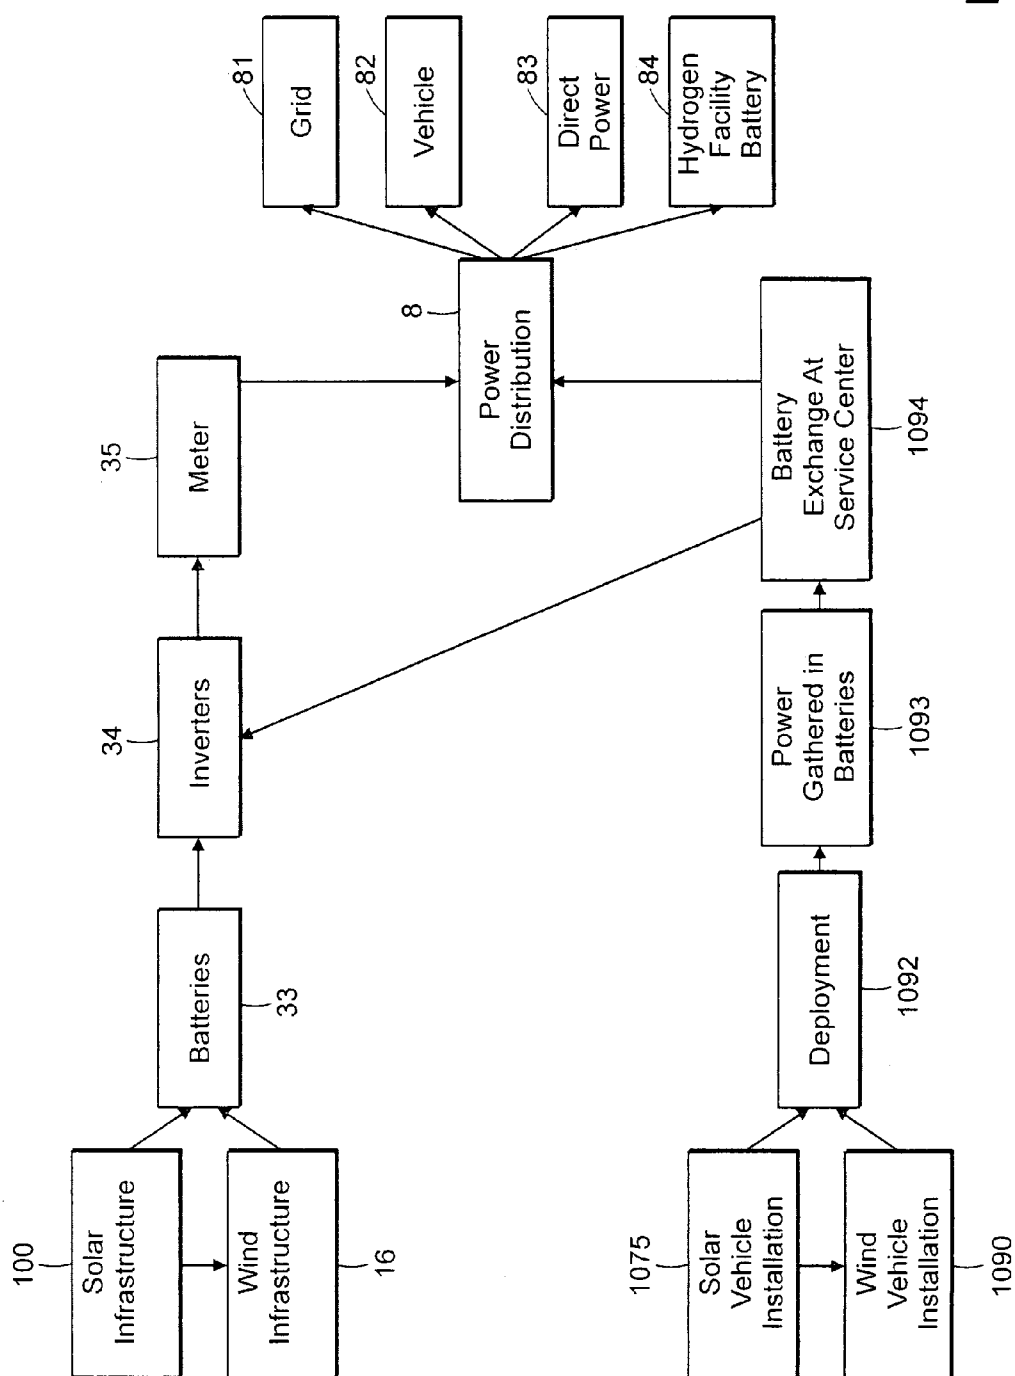 100
Solar
Infrastructure
Wind
Infrastructure
16
Batteries
33
34
Inverters
35
Meter
8
Power
Distribution
81
Grid
82
Vehicle
83
Direct
Power
84
Hydrogen
Facility
Battery
1075
Solar
Vehicle
Installation
Wind
Vehicle
Installation
1090
Deployment
1092
Power
Gathered in
Batteries
1093
Battery
Exchange At
Service Center
1094